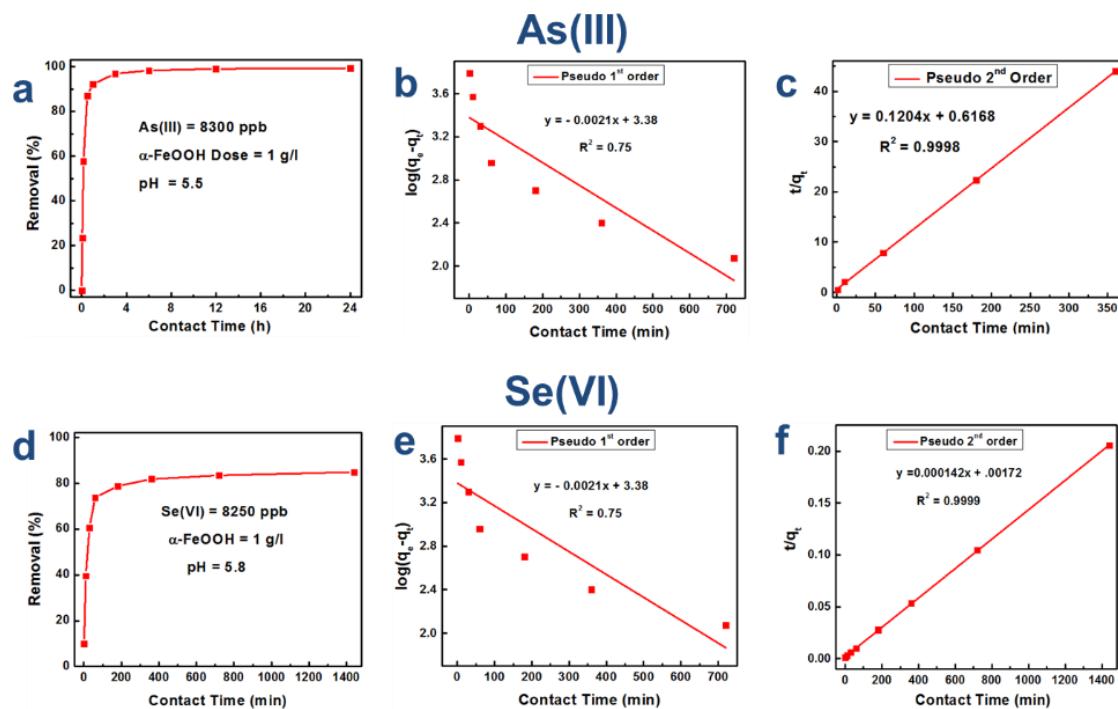 As(III)
a
Removal (%)
100
80
60
40
20
0
As(III) = 8300 ppb
α-FeOOH Dose = 1 g/l
pH = 5.5
0 4 8 12 16 20 24
Contact Time (h)
b
log(qe-qt)
3.6
3.2
2.8
2.4
2.0
Pseudo 1st order
y = - 0.0021x + 3.38
R2 = 0.75
0 100 200 300 400 500 600 700
Contact Time (min)
c
t/qt
40
30
20
10
0
Pseudo 2nd Order
y = 0.1204x + 0.6168
R2 = 0.9998
0 50 100 150 200 250 300 350
Contact Time (min)
Se(VI)
d
Removal (%)
100
80
60
40
20
0
Se(VI) = 8250 ppb
α-FeOOH = 1 g/l
pH = 5.8
0 200 400 600 800 1000 1200 1400
Contact Time (min)
e
log(qe-qt)
3.6
3.2
2.8
2.4
2.0
Pseudo 1st order
y = - 0.0021x + 3.38
R2 = 0.75
0 100 200 300 400 500 600 700
Contact Time (min)
f
t/qt
0.20
0.15
0.10
0.05
0.00
Pseudo 2nd order
y =0.000142x + .00172
R2 = 0.9999
0 200 400 600 800 1000 1200 1400
Contact Time (min)